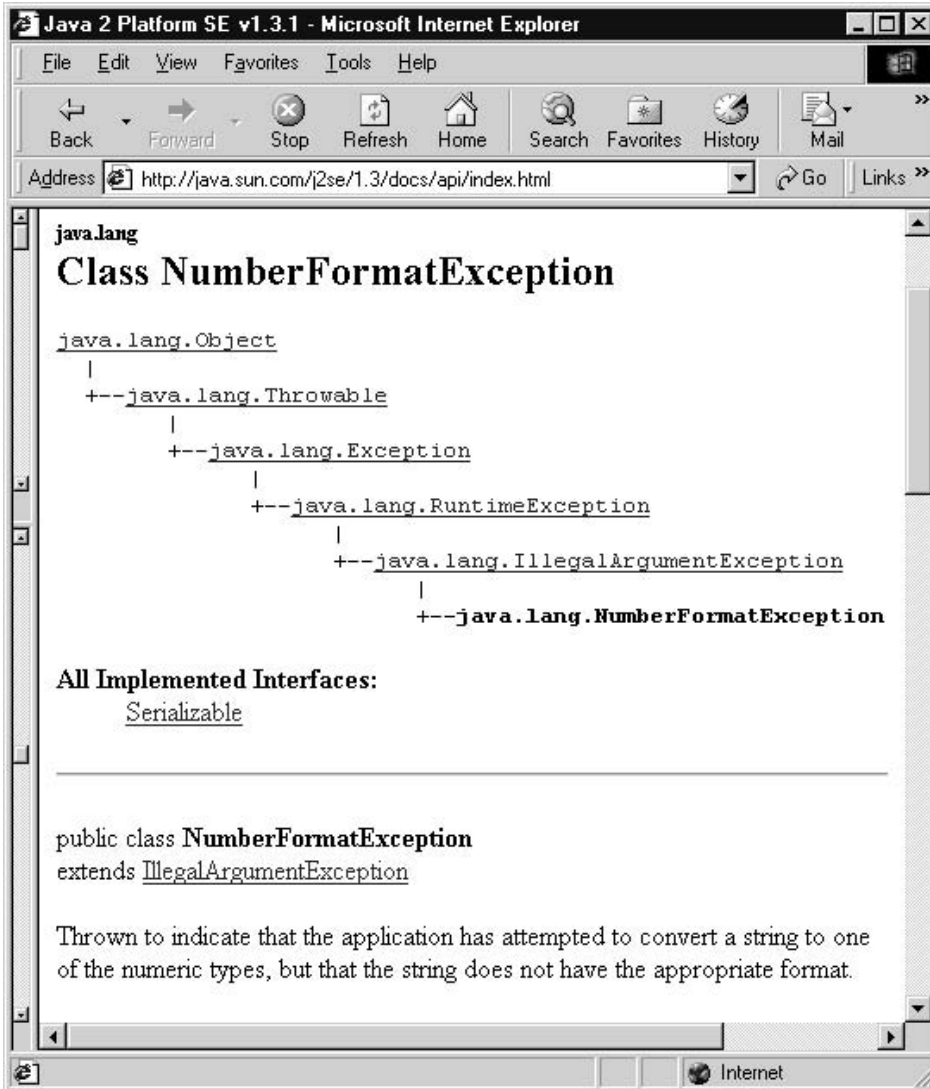 Java 2 Platform SE v1.3.1 - Microsoft Internet Explorer
File Edit View Favorites Tools Help
Back Forward Stop Refresh Home Search Favorites History Mail »
Address http://java.sun.com/j2se/1.3/docs/api/index.html Go Links »
java.lang
Class NumberFormatException
java.lang.Object
|
+--java.lang.Throwable
|
+--java.lang.Exception
|
+--java.lang.RuntimeException
|
+--java.lang.IllegalArgumentException
|
+--java.lang.NumberFormatException
All Implemented Interfaces:
Serializable
public class NumberFormatException
extends IllegalArgumentException
Thrown to indicate that the application has attempted to convert a string to one
of the numeric types, but that the string does not have the appropriate format.
Internet